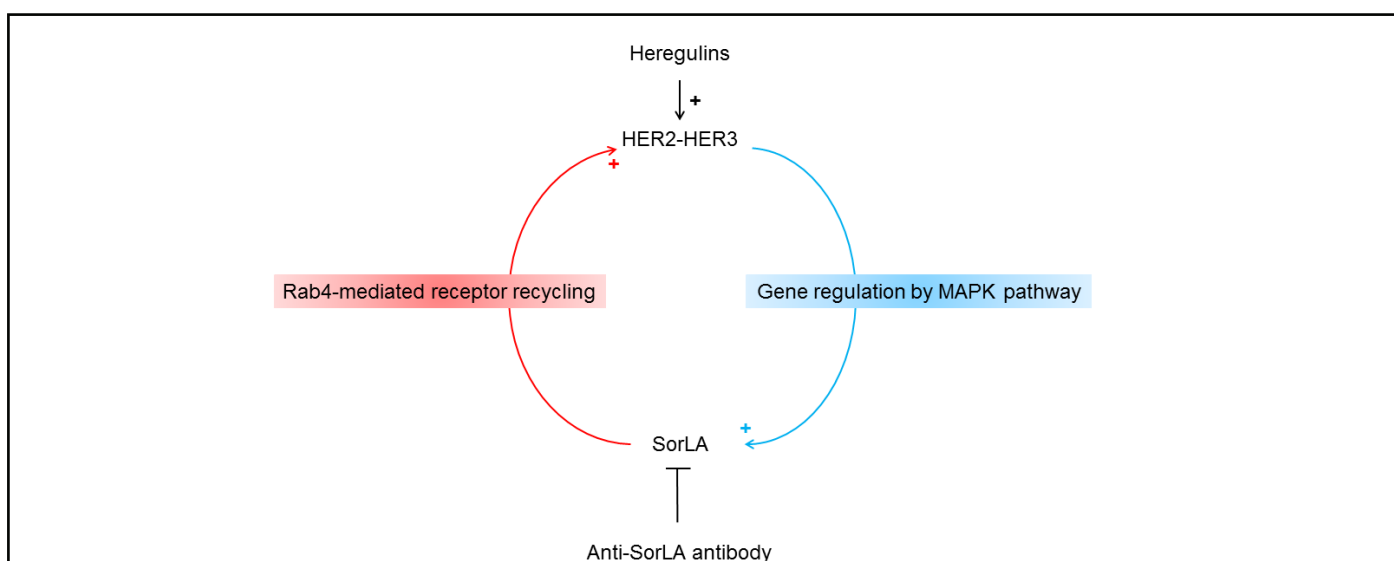 Heregulins
+
HER2-HER3
+
Rab4-mediated receptor recycling
Gene regulation by MAPK pathway
+
SorLA
Anti-SorLA antibody